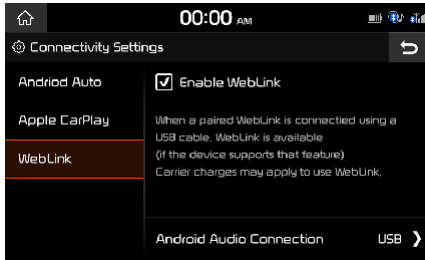 00:00 AM
Connectivity Settings
Andriod Auto
Enable WebLink
Apple CarPlay
When a paired WebLink is connectied using a
USB cable, WebLink is available
(if the device supports that feature)
Carrier charges may apply to use WebLink.
WebLink
Android Audio Connection USB